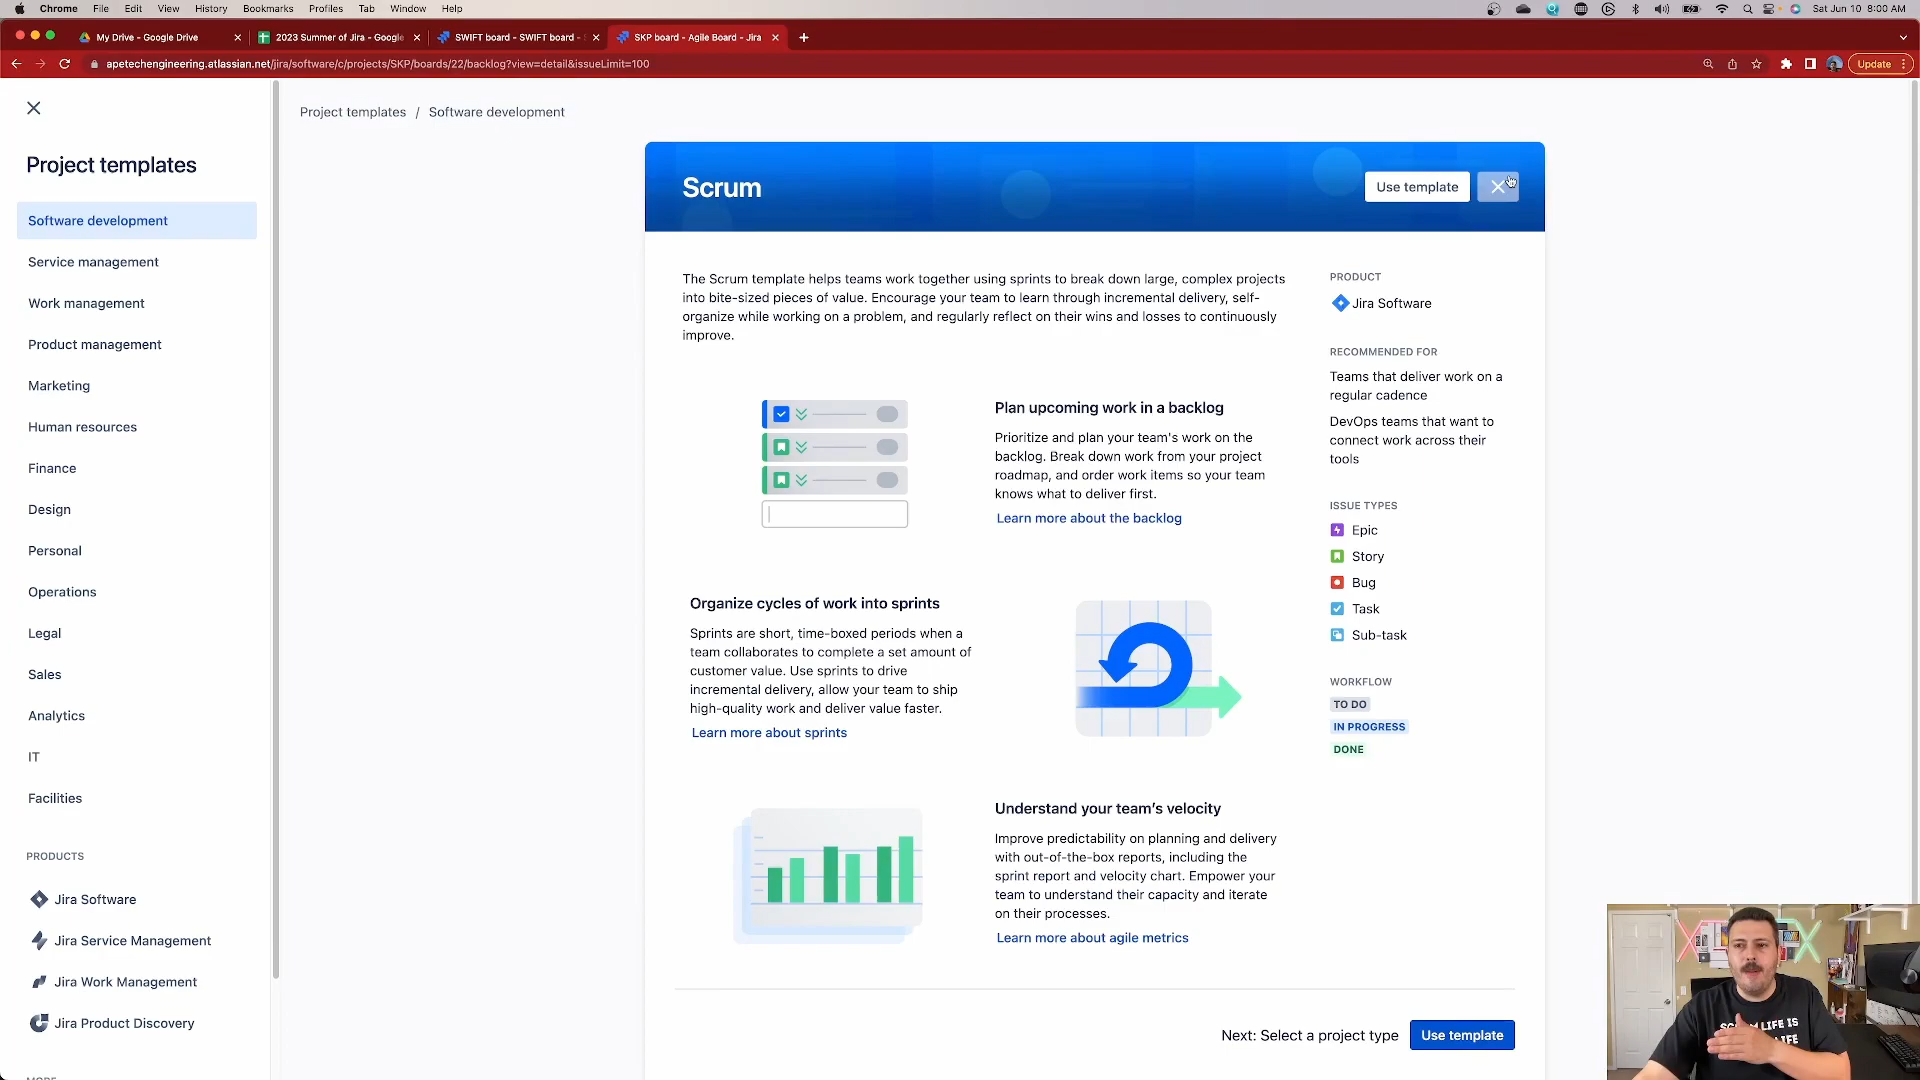 Chrome File Edit View History Bookmarks Profiles Tab Window Help Sat Jun 10 8:00 AM
My Drive - Google Drive 2023 Summer of Jira - Google SWIFT board - SWIFT board - SKP board - Agile Board - Jira
apetechengineering.atlassian.net/jira/software/c/projects/SKP/boards/22/backlog?view=detail&issueLimit=100 Update
Project templates / Software development
Project templates
Software development
Service management
Work management
Product management
Marketing
Human resources
Finance
Design
Personal
Operations
Legal
Sales
Analytics
IT
Facilities
PRODUCTS
Jira Software
Jira Service Management
Jira Work Management
Jira Product Discovery
Scrum
Use template
The Scrum template helps teams work together using sprints to break down large, complex projects
into bite-sized pieces of value. Encourage your team to learn through incremental delivery, self-
organize while working on a problem, and regularly reflect on their wins and losses to continuously
improve.
Plan upcoming work in a backlog
Prioritize and plan your team's work on the
backlog. Break down work from your project
roadmap, and order work items so your team
knows what to deliver first.
Learn more about the backlog
Organize cycles of work into sprints
Sprints are short, time-boxed periods when a
team collaborates to complete a set amount of
customer value. Use sprints to drive
incremental delivery, allow your team to ship
high-quality work and deliver value faster.
Learn more about sprints
Understand your team's velocity
Improve predictability on planning and delivery
with out-of-the-box reports, including the
sprint report and velocity chart. Empower your
team to understand their capacity and iterate
on their processes.
Learn more about agile metrics
PRODUCT
Jira Software
RECOMMENDED FOR
Teams that deliver work on a
regular cadence
DevOps teams that want to
connect work across their
tools
ISSUE TYPES
Epic
Story
Bug
Task
Sub-task
WORKFLOW
TO DO
IN PROGRESS
DONE
Next: Select a project type Use template
LIFE IS